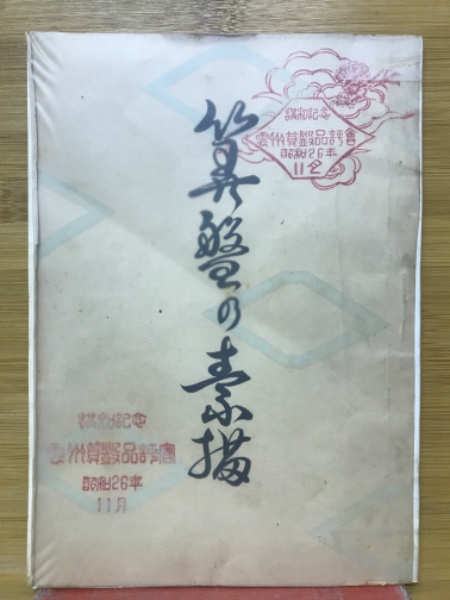 講和記念
雲州算盤品評會
昭和26年
11月
算盤の素描
講和記念
雲州算盤品評會
昭和26年
11月